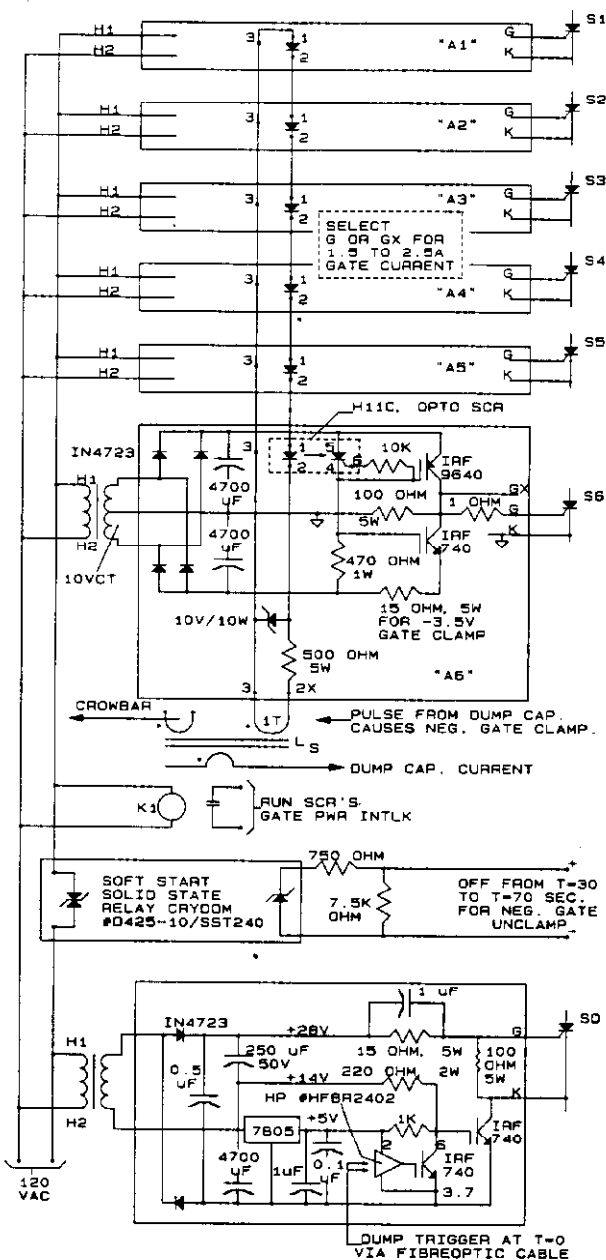 H1
H2
3
1
2
"A1"
G
K
S1
H1
H2
3
1
2
"A2"
G
K
S2
H1
H2
3
1
2
"A3"
G
K
S3
SELECT
G OR GX FOR
1.5 TO 2.5A
GATE CURRENT
H1
H2
3
1
2
"A4"
G
K
S4
H1
H2
3
1
2
"A5"
G
K
S5
H11C, OPTO SCR
IN4723
3
1
2
5
4
6
10K
IRF
9640
H1
H2
10VCT
4700
uF
4700
uF
100 OHM
5W
1 OHM
GX
G
K
S6
IRF
740
470 OHM
1W
15 OHM, 5W
FOR -3.5V
GATE CLAMP
10V/10W
500 OHM
5W
"A6"
3
2X
CROWBAR
1T
PULSE FROM DUMP CAP.
CAUSES NEG. GATE CLAMP.
LS
DUMP CAP. CURRENT
K1
RUN SCR'S
GATE PWR INTLK
750 OHM
SOFT START
SOLID STATE
RELAY CRYDOM
#D425-10/SST240
7.5K
OHM
+
OFF FROM T=30
TO T=70 SEC.
FOR NEG. GATE
UNCLAMP
-
1 uF
IN4723
+28V
G
S0
H1
H2
0.5
uF
250 uF
50V
15 OHM, 5W
220 OHM, 2W
100
OHM
5W
+14V
HP #HFBR2402
K
+5V
7805
1K
IRF
740
4700
uF
1uF
0.1
uF
2
6
IRF
740
3.7
120
VAC
DUMP TRIGGER AT T=0
VIA FIBREOPTIC CABLE